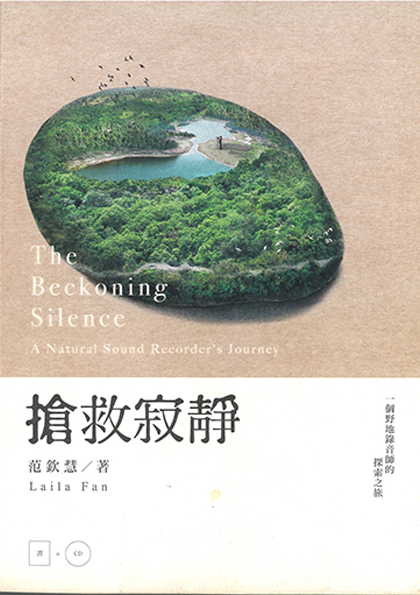 The
Beckoning
Silence
A Natural Sound Recorder's Journey
搶救寂靜
范欽慧／著
Laila Fan
一個野地錄音師的
探索之旅
書 + CD